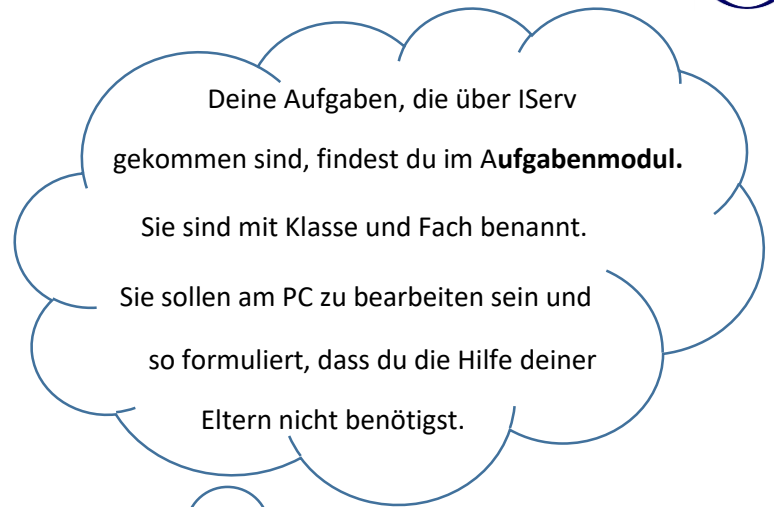 Deine Aufgaben, die über IServ
gekommen sind, findest du im Aufgabenmodul.
Sie sind mit Klasse und Fach benannt.
Sie sollen am PC zu bearbeiten sein und
so formuliert, dass du die Hilfe deiner
Eltern nicht benötigst.